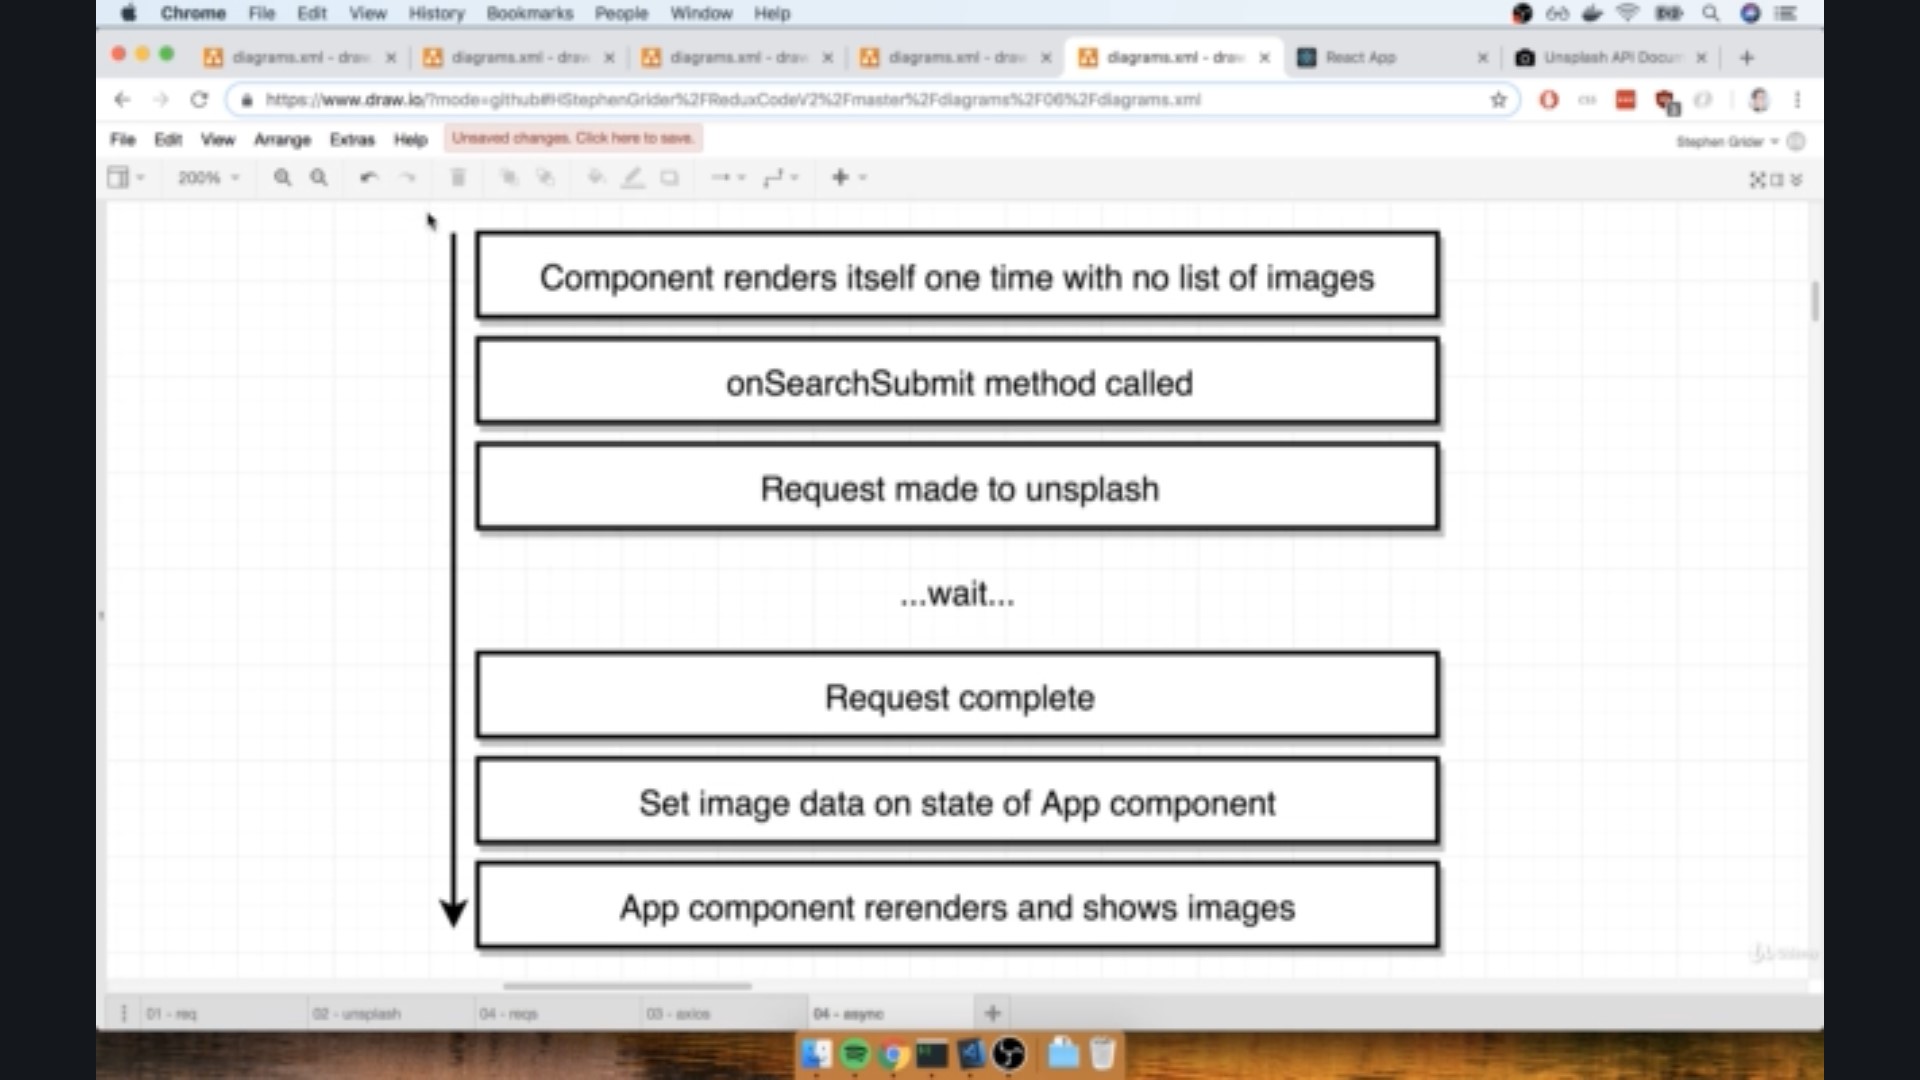 Chrome File Edit View History Bookmarks People Window Help
diagrams.xml - draw diagrams.xml - draw diagrams.xml - draw diagrams.xml - draw diagrams.xml - draw React App Unsplash API Docum
https://www.draw.io/?mode=github#HStephenGrider%2FReduxCodeV2%2Fmaster%2Fdiagrams%2F06%2Fdiagrams.xml
File Edit View Arrange Extras Help Unsaved changes. Click here to save. Stephen Grider
200%
Component renders itself one time with no list of images
onSearchSubmit method called
Request made to unsplash
...wait...
Request complete
Set image data on state of App component
App component rerenders and shows images
01 - req 02 - unsplash 04 - reqs 03 - axios 04 - async